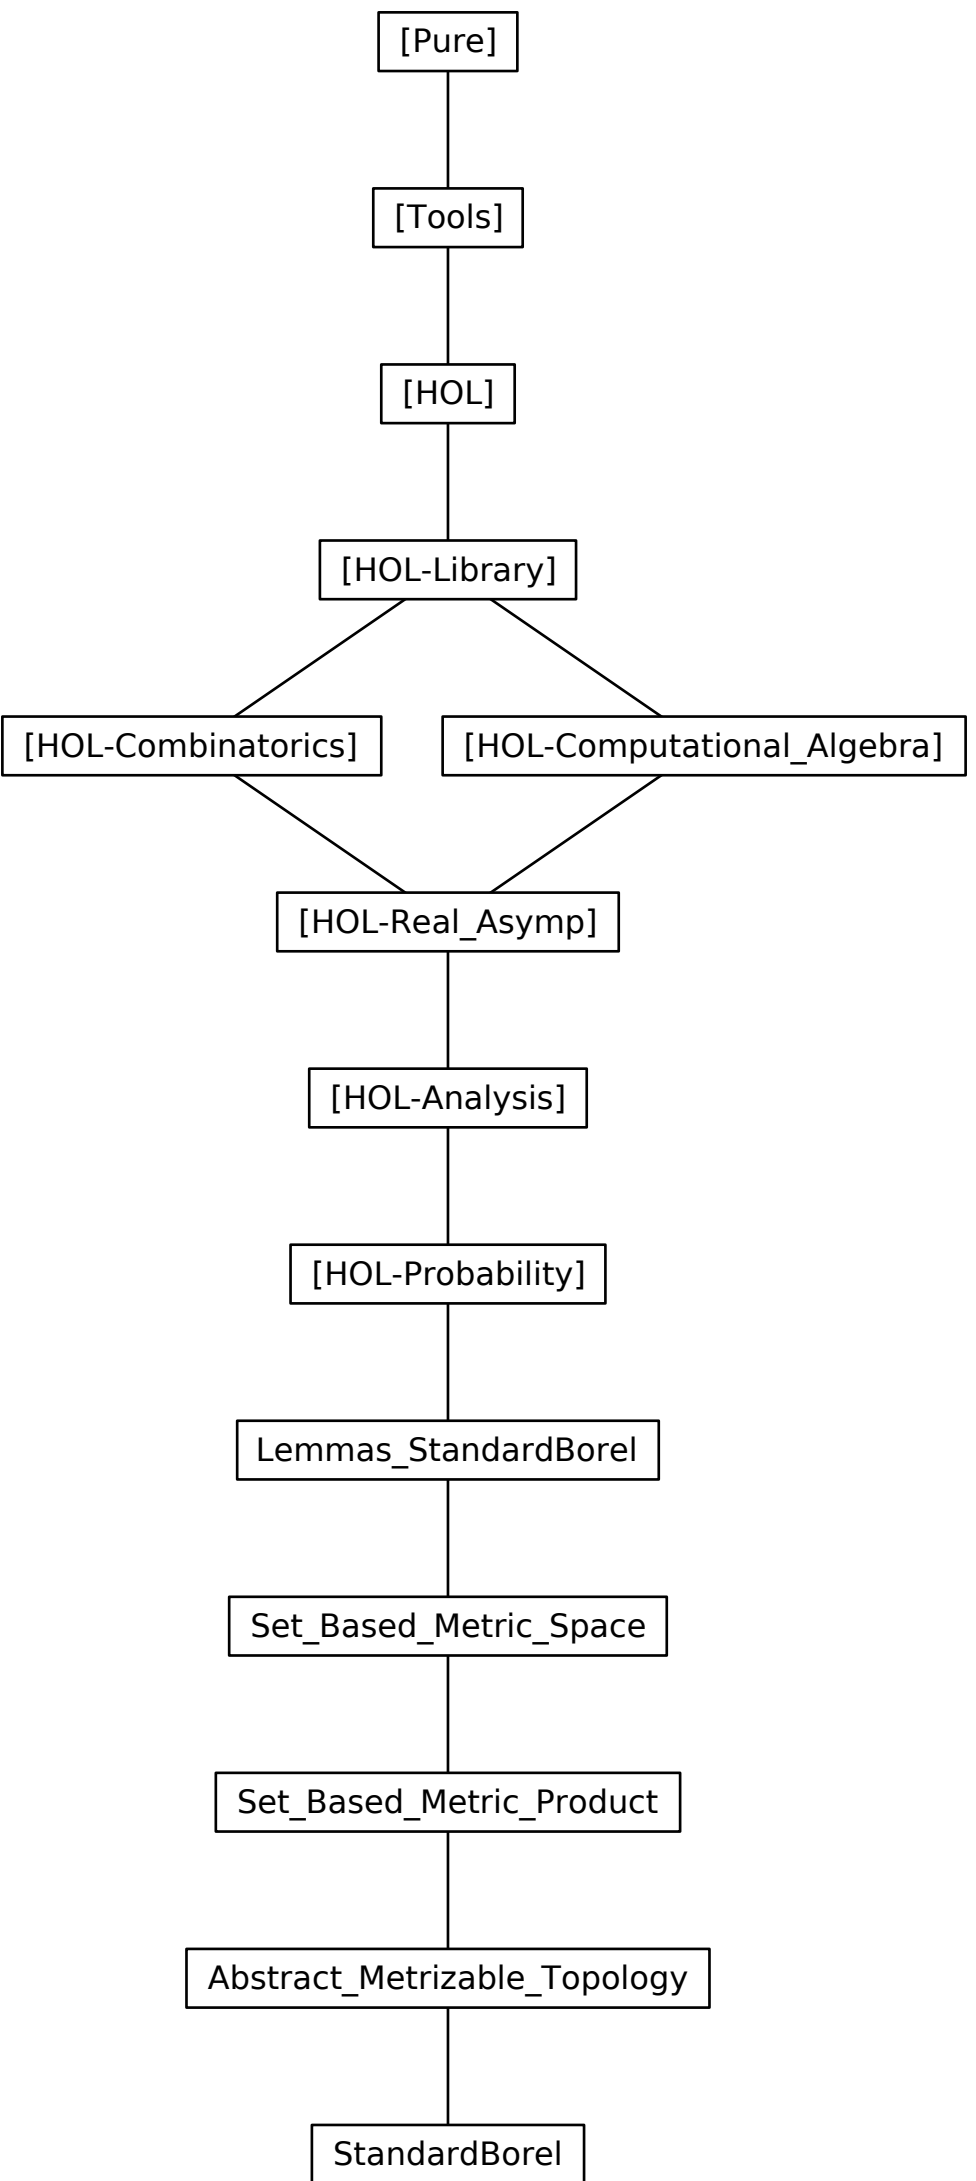 [Pure]
[Tools]
[HOL]
[HOL-Library]
[HOL-Combinatorics]
[HOL-Computational_Algebra]
[HOL-Real_Asymp]
[HOL-Analysis]
[HOL-Probability]
Lemmas_StandardBorel
Set_Based_Metric_Space
Set_Based_Metric_Product
Abstract_Metrizable_Topology
StandardBorel